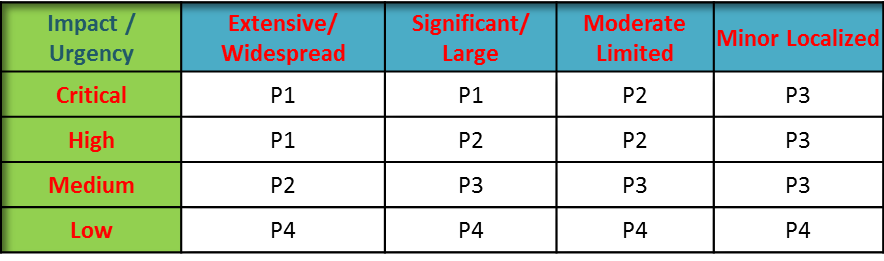 Impact / Extensive/ Significant/ Moderate Minor Localized
Urgency Widespread Large Limited
Critical P1 P1 P2 P3
High P1 P2 P2 P3
Medium P2 P3 P3 P3
Low P4 P4 P4 P4